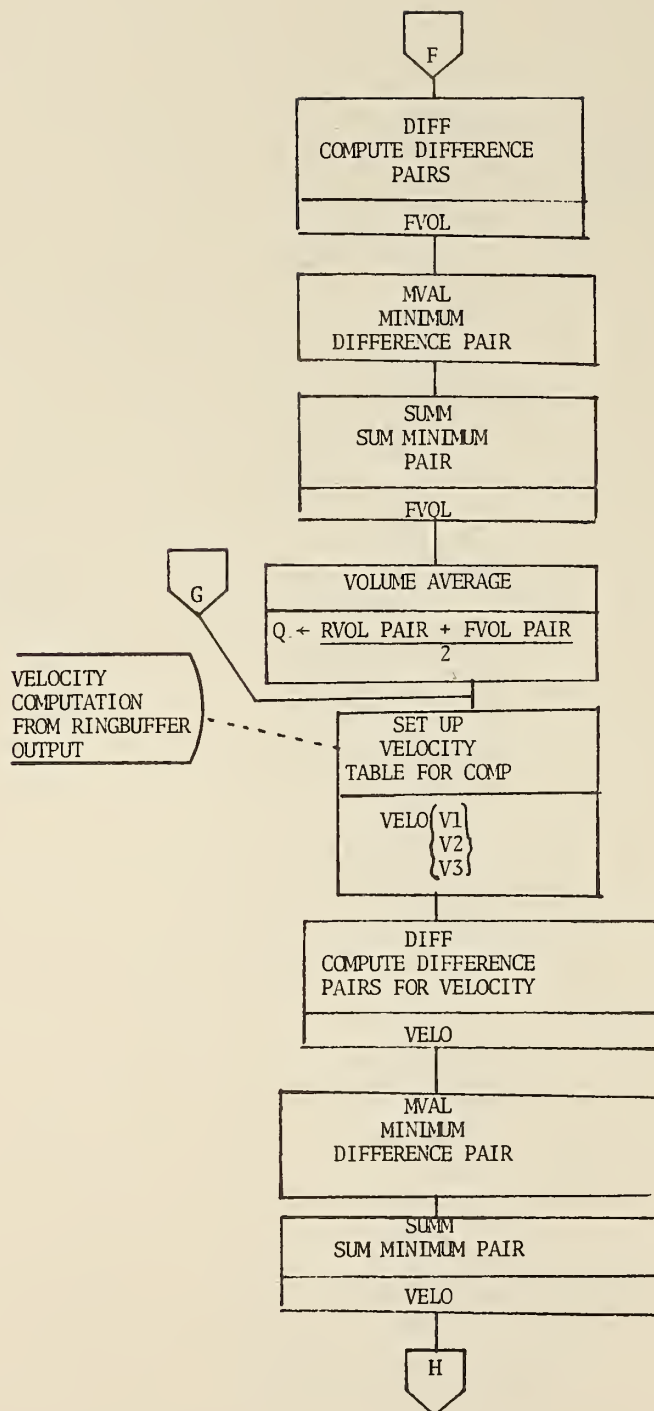 F
DIFF
COMPUTE DIFFERENCE
PAIRS
FVOL
MVAL
MINIMUM
DIFFERENCE PAIR
SUMM
SUM MINIMUM
PAIR
FVOL
G
VOLUME AVERAGE
Q ← RVOL PAIR + FVOL PAIR
2
VELOCITY
COMPUTATION
FROM RINGBUFFER
OUTPUT
SET UP
VELOCITY
TABLE FOR COMP
VELO { V1 }
V2
V3
DIFF
COMPUTE DIFFERENCE
PAIRS FOR VELOCITY
VELO
MVAL
MINIMUM
DIFFERENCE PAIR
SUMM
SUM MINIMUM PAIR
VELO
H